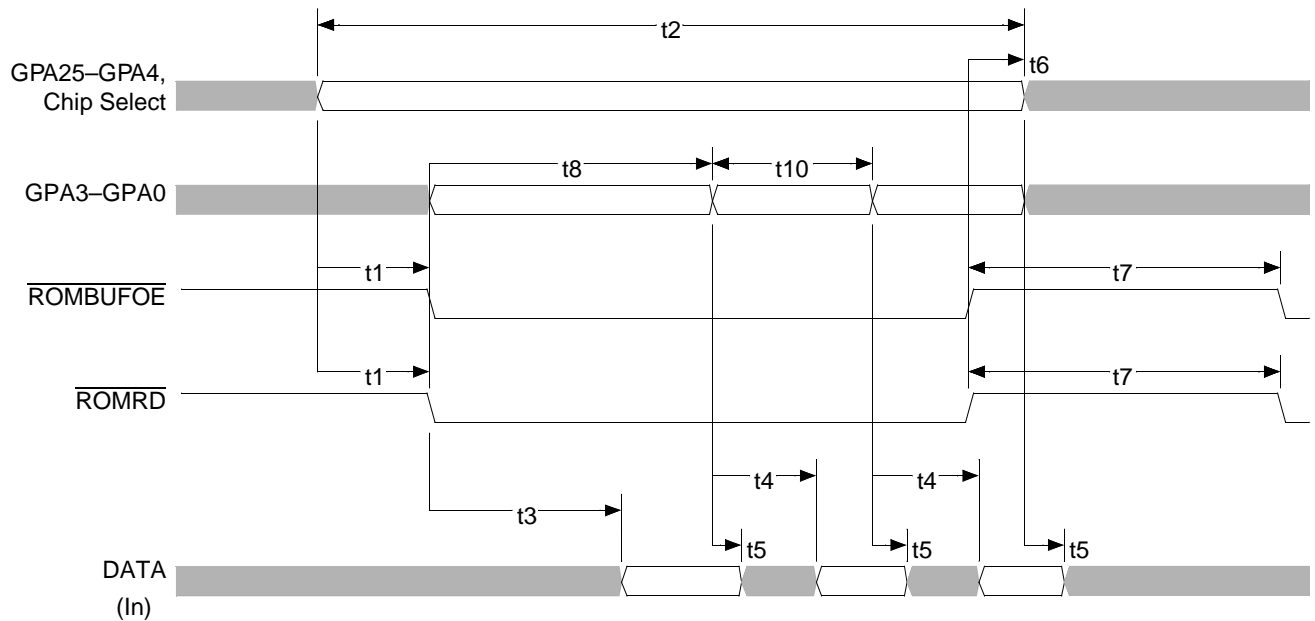 t2
GPA25–GPA4,
Chip Select
t6
t8
t10
GPA3–GPA0
t1
t7
ROMBUFOE
t1
t7
ROMRD
t4
t4
t3
t5
t5
t5
DATA
(In)